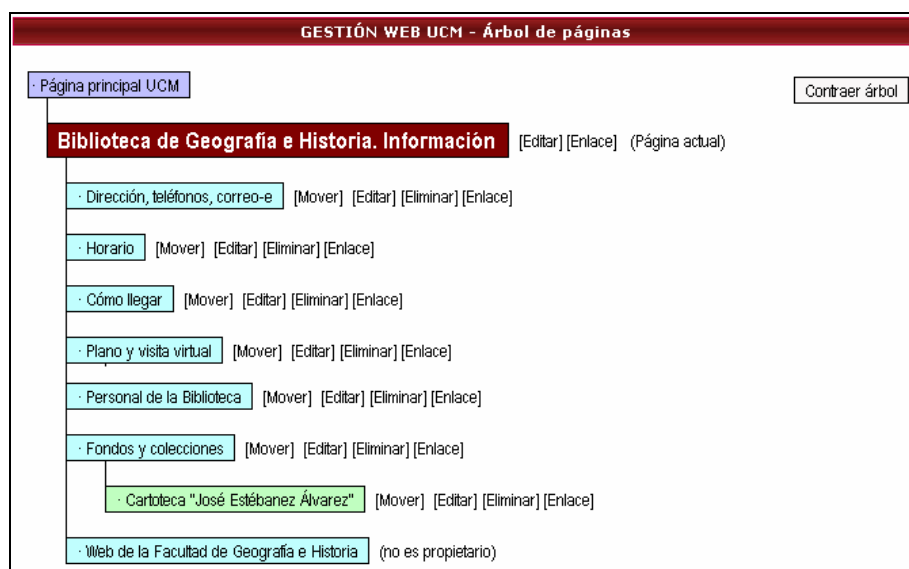 GESTIÓN WEB UCM - Árbol de páginas
· Página principal UCM
Contraer árbol
Biblioteca de Geografía e Historia. Información [Editar] [Enlace] (Página actual)
· Dirección, teléfonos, correo-e [Mover] [Editar] [Eliminar] [Enlace]
· Horario [Mover] [Editar] [Eliminar] [Enlace]
· Cómo llegar [Mover] [Editar] [Eliminar] [Enlace]
· Plano y visita virtual [Mover] [Editar] [Eliminar] [Enlace]
· Personal de la Biblioteca [Mover] [Editar] [Eliminar] [Enlace]
· Fondos y colecciones [Mover] [Editar] [Eliminar] [Enlace]
· Cartoteca "José Estébanez Álvarez" [Mover] [Editar] [Eliminar] [Enlace]
· Web de la Facultad de Geografía e Historia (no es propietario)